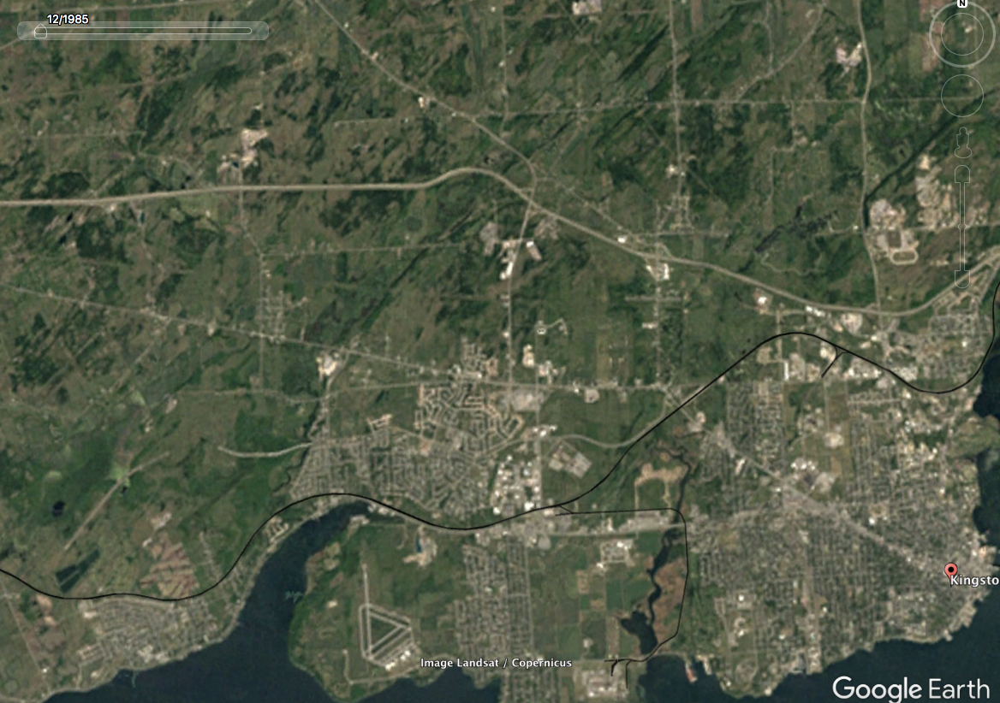 12/1985
N
Kingsto
Image Landsat / Copernicus
Google Earth